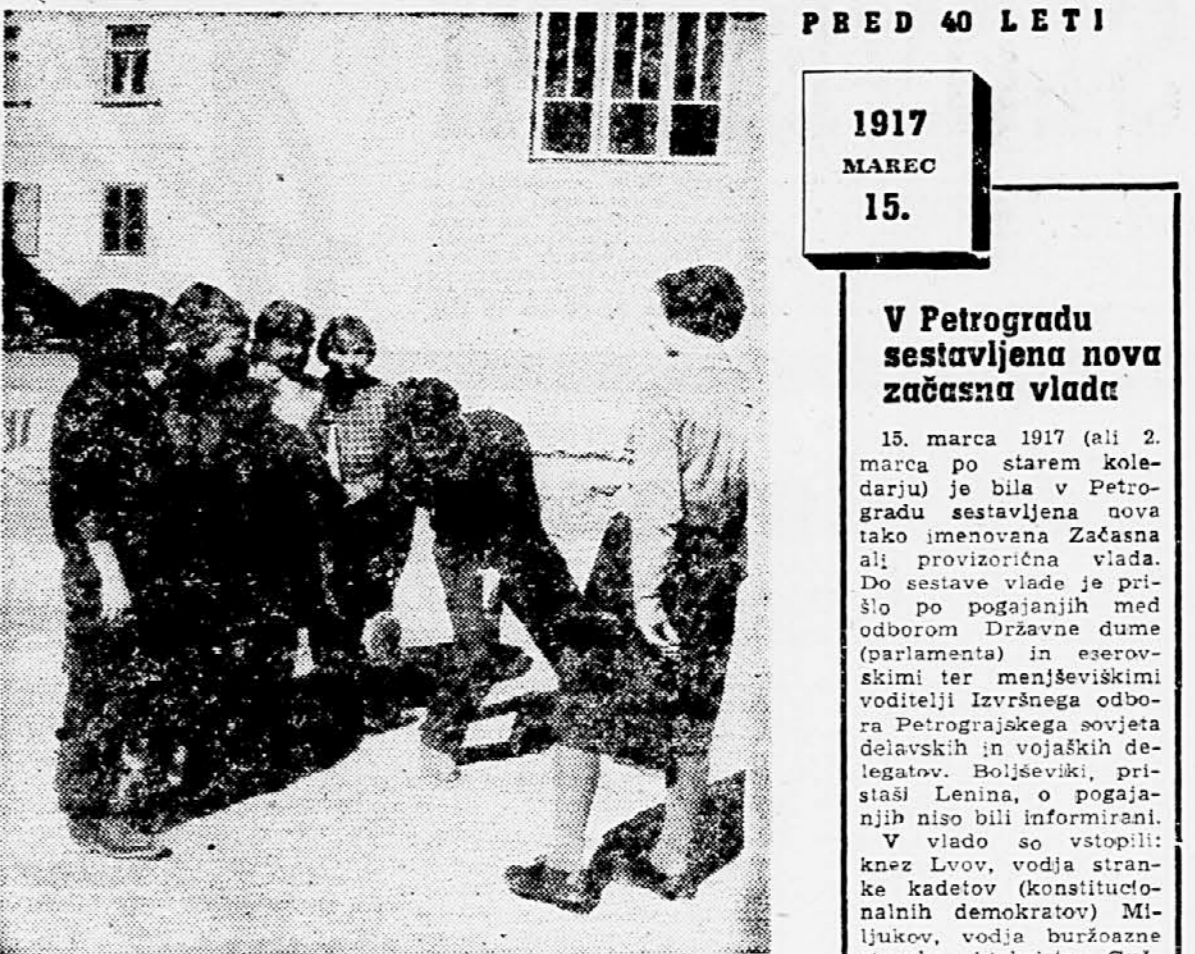 PRED 40 LETI
1917
MAREC
15.
V Petrogradu
sestavljena nova
začasna vlada
15. marca 1917 (ali 2.
marca po starem kole-
darju) je bila v Petro-
gradu sestavljena nova
tako imenovana Začasna
ali provizorična vlada.
Do sestave vlade je pri-
šlo po pogajanjih med
odborom Državne dume
(parlamenta) in eserov-
skimi ter menjševiškimi
voditelji Izvršnega odbo-
ra Petrograjskega sovjeta
delavskih in vojaških de-
legatov. Boljševiki, pri-
staši Lenina, o pogaja-
njih niso bili informirani.
V vlado so vstopili:
knez Lvov, vodja stran-
ke kadetov (konstitucio-
nalnih demokratov) Mi-
ljukov, vodja buržoazne